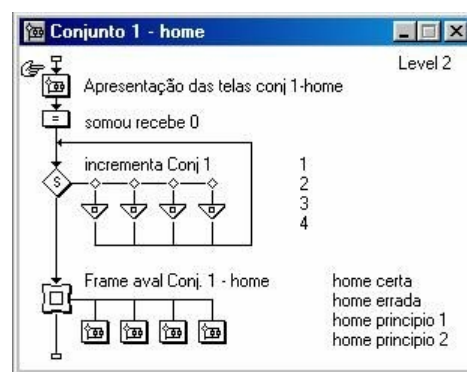 Conjunto 1 - home
Level 2
Apresentação das telas conj 1-home
=
somou recebe 0
incrementa Conj 1
1
2
3
4
S
Frame aval Conj. 1 - home
home certa
home errada
home principio 1
home principio 2